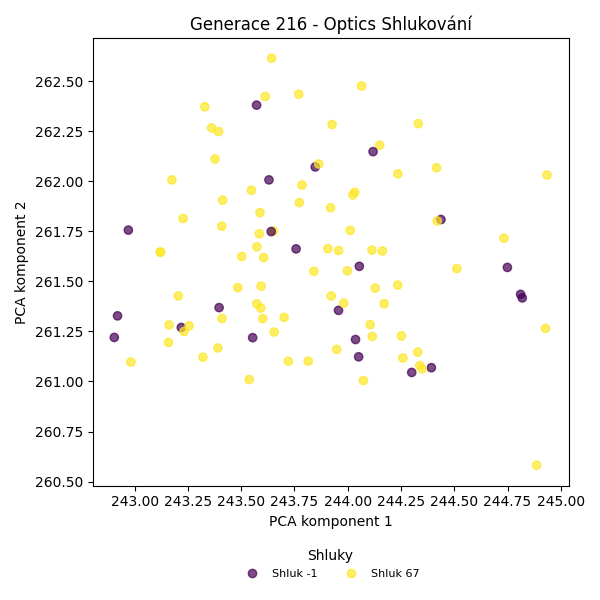 Generace 216 - Optics Shlukování
PCA komponent 2
262.50
262.25
262.00
261.75
261.50
261.25
261.00
260.75
260.50
243.00 243.25 243.50 243.75 244.00 244.25 244.50 244.75 245.00
PCA komponent 1
Shluky
Shluk -1 Shluk 67